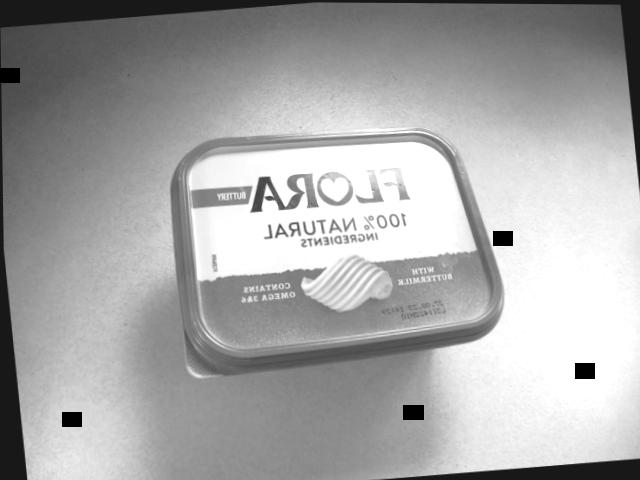 FLORA
BUTTERY
100% NATURAL
INGREDIENTS
WITH
BUTTERMILK
CONTAINS
OMEGA 3&6